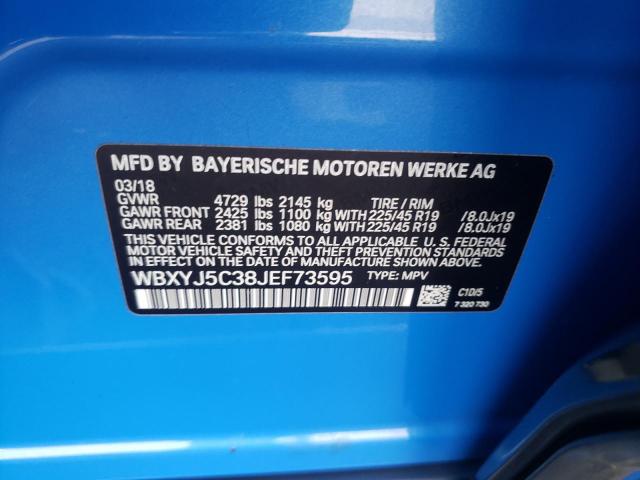 MFD BY BAYERISCHE MOTOREN WERKE AG
03/18
GVWR 4729 lbs 2145 kg TIRE / RIM
GAWR FRONT 2425 lbs 1100 kg WITH 225/45 R19 /8.0Jx19
GAWR REAR 2381 lbs 1080 kg WITH 225/45 R19 /8.0Jx19
THIS VEHICLE CONFORMS TO ALL APPLICABLE U. S. FEDERAL
MOTOR VEHICLE SAFETY AND THEFT PREVENTION STANDARDS
IN EFFECT ON THE DATE OF MANUFACTURE SHOWN ABOVE.
WBXYJ5C38JEF73595 TYPE: MPV
C1D/5
7 320 730